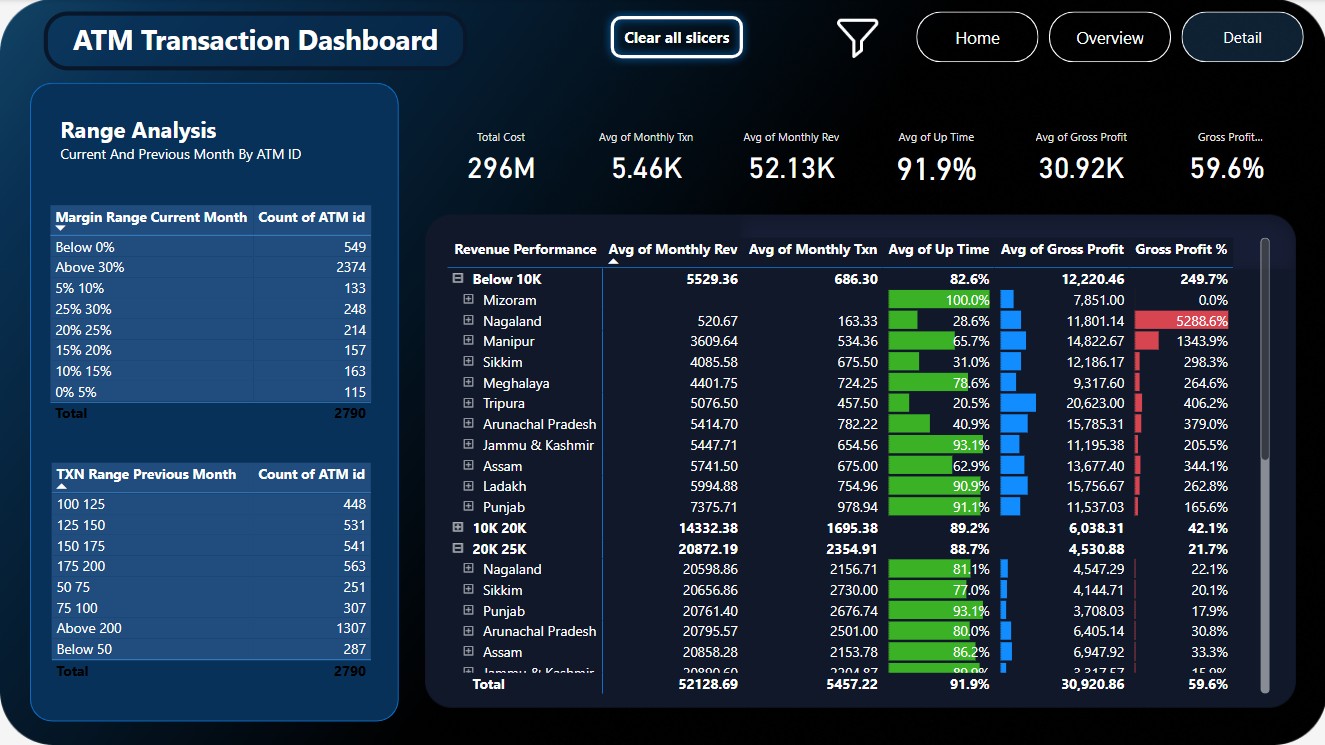 ATM Transaction Dashboard
Clear all slicers
Home
Overview
Detail
Range Analysis
Current And Previous Month By ATM ID
Margin Range Current Month Count of ATM id
Below 0% 549
Above 30% 2374
5% 10% 133
25% 30% 248
20% 25% 214
15% 20% 157
10% 15% 163
0% 5% 115
Total 2790
TXN Range Previous Month Count of ATM id
100 125 448
125 150 531
150 175 541
175 200 563
50 75 251
75 100 307
Above 200 1307
Below 50 287
Total 2790
Total Cost
296M
Avg of Monthly Txn
5.46K
Avg of Monthly Rev
52.13K
Avg of Up Time
91.9%
Avg of Gross Profit
30.92K
Gross Profit...
59.6%
Revenue Performance Avg of Monthly Rev Avg of Monthly Txn Avg of Up Time Avg of Gross Profit Gross Profit %
Below 10K 5529.36 686.30 82.6% 12,220.46 249.7%
Mizoram 100.0% 7,851.00 0.0%
Nagaland 520.67 163.33 28.6% 11,801.14 5288.6%
Manipur 3609.64 534.36 65.7% 14,822.67 1343.9%
Sikkim 4085.58 675.50 31.0% 12,186.17 298.3%
Meghalaya 4401.75 724.25 78.6% 9,317.60 264.6%
Tripura 5076.50 457.50 20.5% 20,623.00 406.2%
Arunachal Pradesh 5414.70 782.22 40.9% 15,785.31 379.0%
Jammu & Kashmir 5447.71 654.56 93.1% 11,195.38 205.5%
Assam 5741.50 675.00 62.9% 13,677.40 344.1%
Ladakh 5994.88 754.96 90.9% 15,756.67 262.8%
Punjab 7375.71 978.94 91.1% 11,537.03 165.6%
10K 20K 14332.38 1695.38 89.2% 6,038.31 42.1%
20K 25K 20872.19 2354.91 88.7% 4,530.88 21.7%
Nagaland 20598.86 2156.71 81.1% 4,547.29 22.1%
Sikkim 20656.86 2730.00 77.0% 4,144.71 20.1%
Punjab 20761.40 2676.74 93.1% 3,708.03 17.9%
Arunachal Pradesh 20795.57 2501.00 80.0% 6,405.14 30.8%
Assam 20858.28 2153.78 86.2% 6,947.92 33.3%
Jammu & Kashmir
Total 52128.69 5457.22 91.9% 30,920.86 59.6%